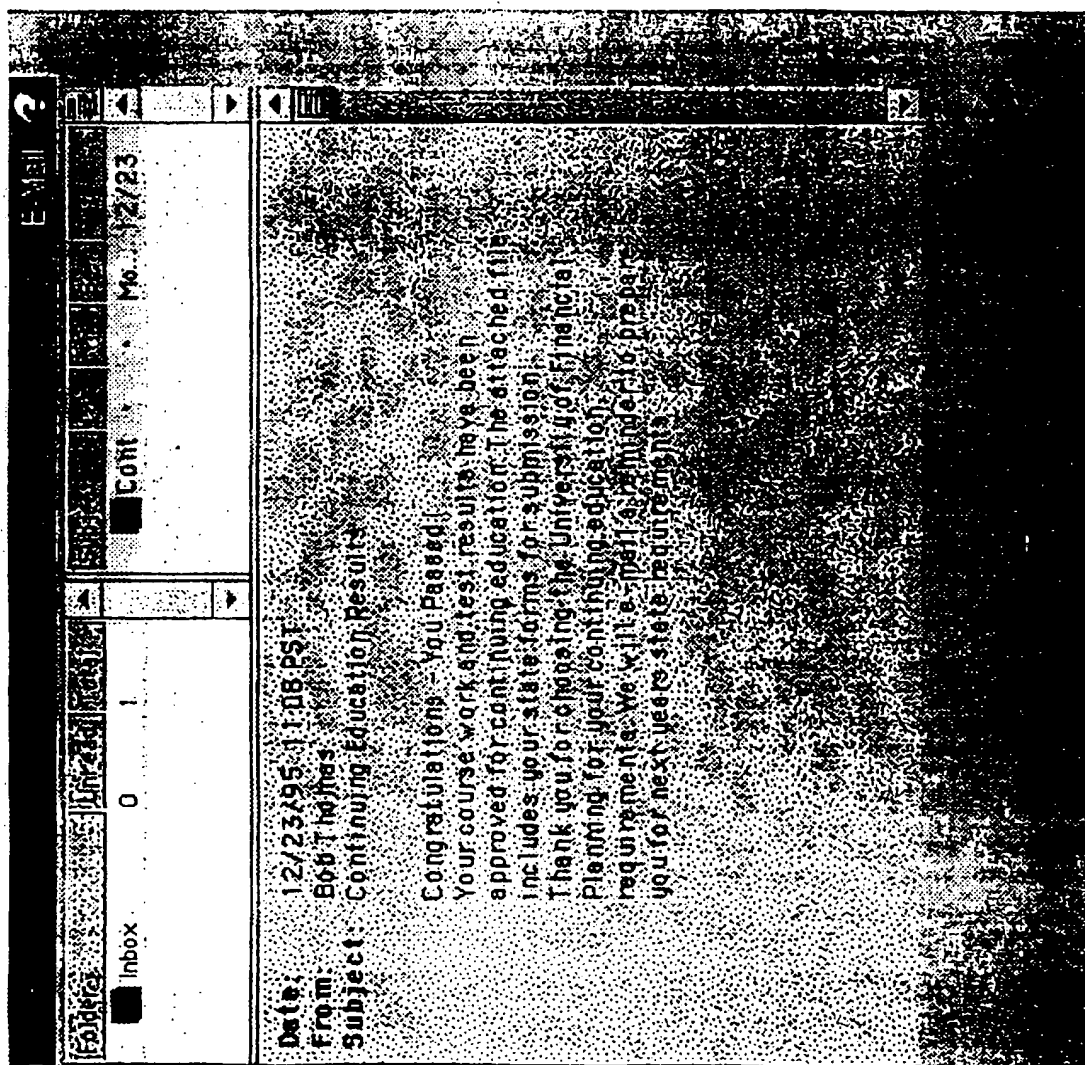 E-Mail ?
Folders Unread Total
Inbox 0 1
Cont Mo... 12/23
Date: 12/23/95 11:08 PST
From: Bob Thomas
Subject: Continuing Education Results
Congratulations - You Passed!
Your course work and test results have been
approved for continuing education. The attached file
includes your state forms for submission.
Thank you for choosing the University of Financial
Planning for your continuing education
requirements. We will e-mail a reminder to prepare
you for next years state requirements.